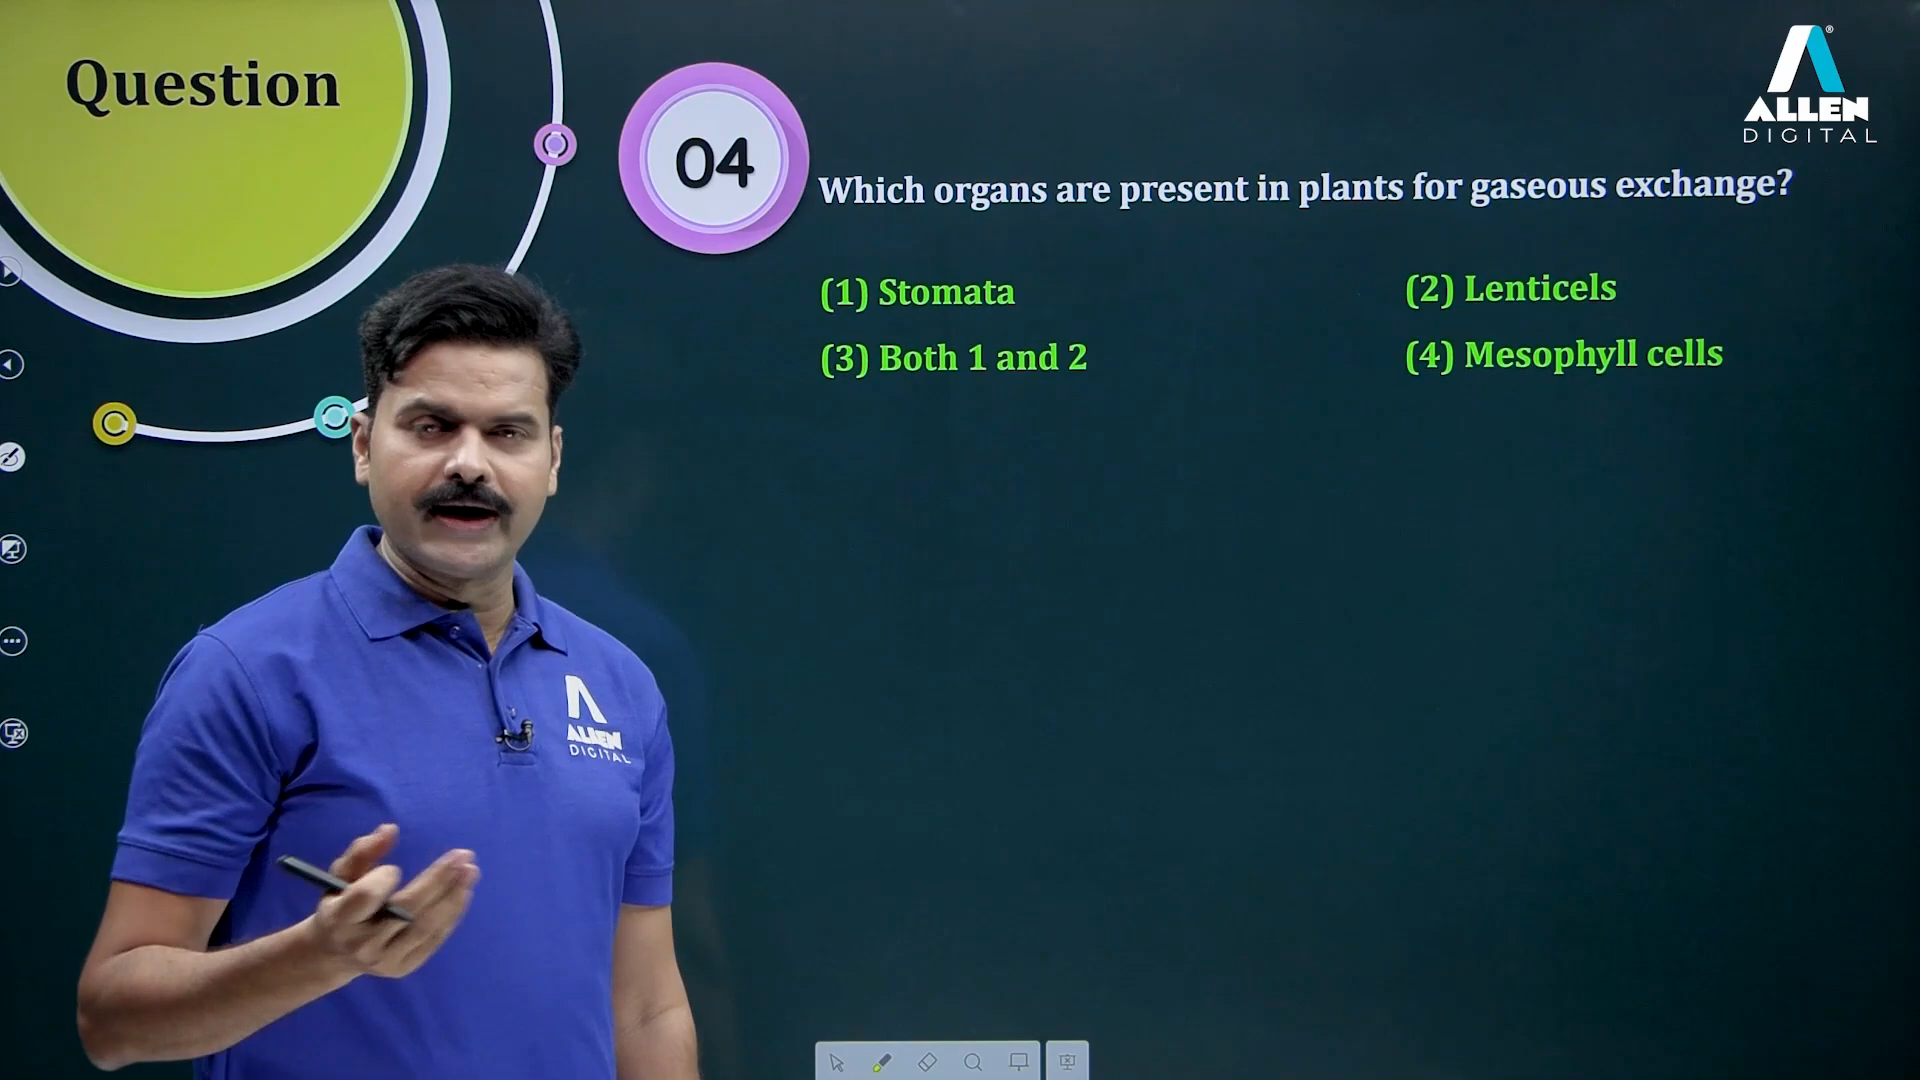 Question
ALLEN
DIGITAL
04
Which organs are present in plants for gaseous exchange?
(1) Stomata
(2) Lenticels
(3) Both 1 and 2
(4) Mesophyll cells
ALLEN
DIGITAL